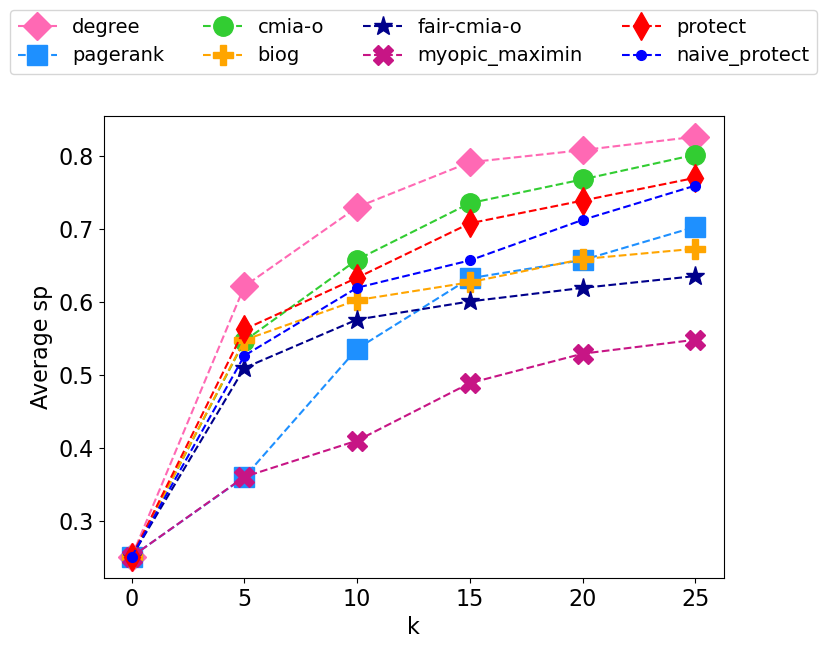 degree cmia-o fair-cmia-o protect
pagerank biog myopic_maximin naive_protect
0.8
0.7
0.6
0.5
0.4
0.3
Average sp
0 5 10 15 20 25
k